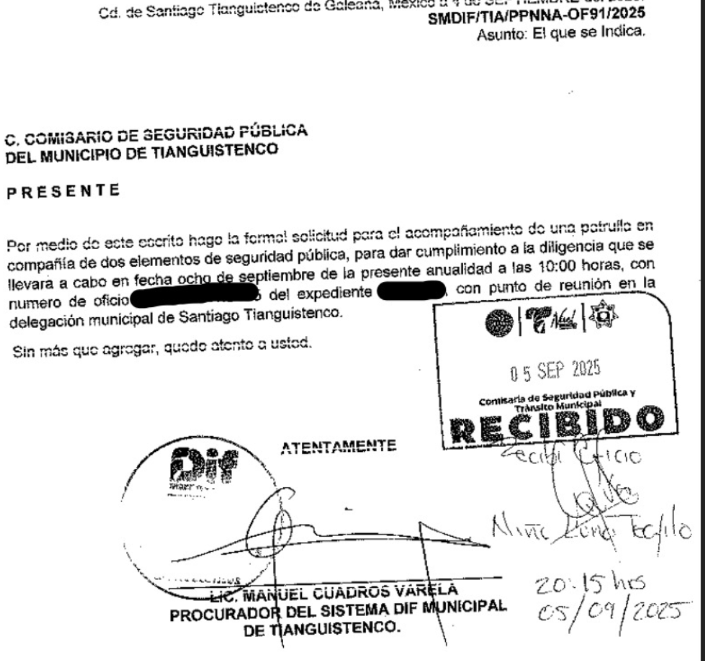 Cd. de Santiago Tianguistenco de Galeana, México a 4 de SEPTIEMBRE del 2025.
SMDIF/TIA/PPNNA-OF91/2025
Asunto: El que se Indica.
C. COMISARIO DE SEGURIDAD PÚBLICA
DEL MUNICIPIO DE TIANGUISTENCO
PRESENTE
Por medio de este escrito hago la formal solicitud para el acompañamiento de una patrulla en
compañía de dos elementos de seguridad pública, para dar cumplimiento a la diligencia que se
llevara a cabo en fecha ocho de septiembre de la presente anualidad a las 10:00 horas, con
numero de oficio del expediente , con punto de reunión en la
delegación municipal de Santiago Tianguistenco.
Sin más que agregar, quedo atento a usted.
05 SEP 2025
Comisaría de Seguridad Pública y
Tránsito Municipal
RECIBIDO
Recibí Oficio
ATENTAMENTE
Dif
20:15 hrs
05/09/2025
LIC. MANUEL CUADROS VARELA
PROCURADOR DEL SISTEMA DIF MUNICIPAL
DE TIANGUISTENCO.